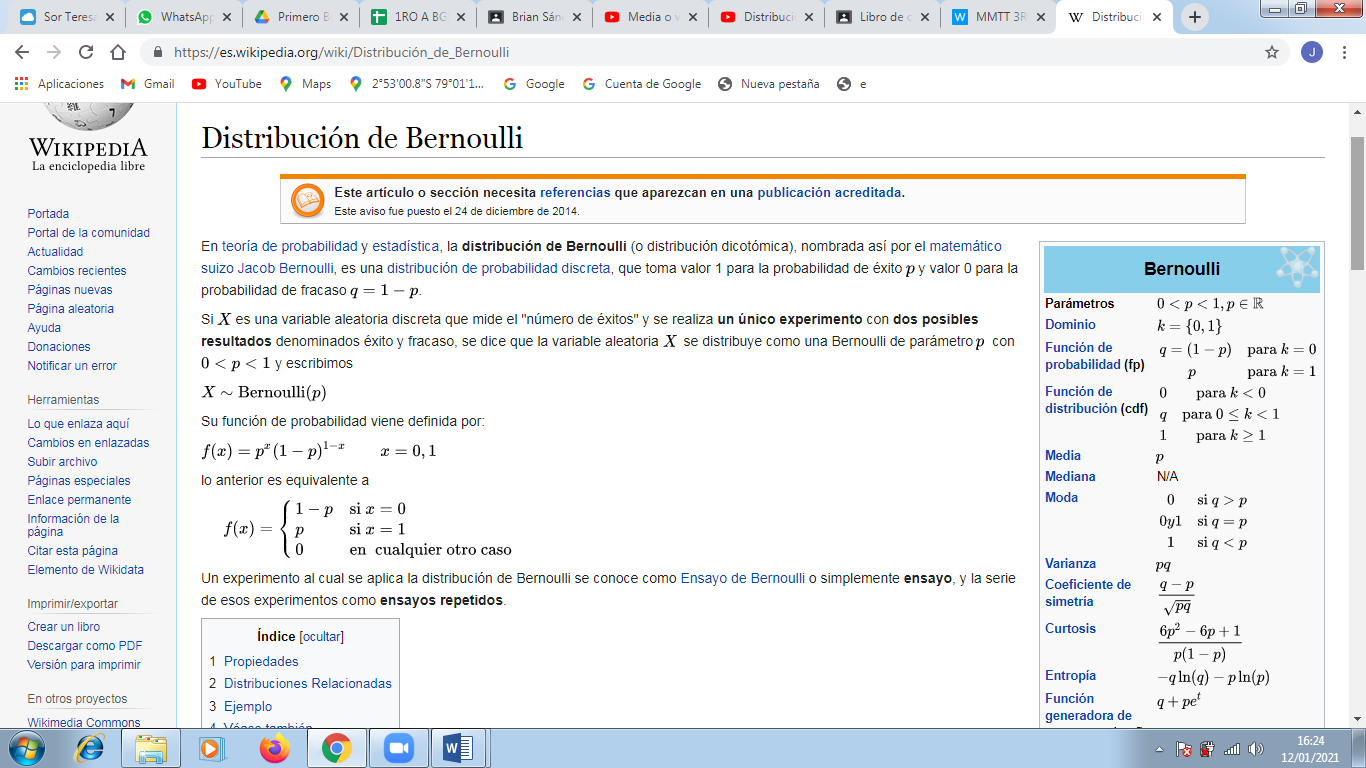 Sor Teresa
WhatsApp
Primero B
1RO A BG
Brian Sán
Media o v
Distribuci
Libro de c
MMTT 3R
Distribuci
https://es.wikipedia.org/wiki/Distribución_de_Bernoulli
J
Aplicaciones
Gmail
YouTube
Maps
2°53'00.8"S 79°01'1...
Google
Cuenta de Google
Nueva pestaña
e
WIKIPEDIA
La enciclopedia libre
Portada
Portal de la comunidad
Actualidad
Cambios recientes
Páginas nuevas
Página aleatoria
Ayuda
Donaciones
Notificar un error
Herramientas
Lo que enlaza aquí
Cambios en enlazadas
Subir archivo
Páginas especiales
Enlace permanente
Información de la
página
Citar esta página
Elemento de Wikidata
Imprimir/exportar
Crear un libro
Descargar como PDF
Versión para imprimir
En otros proyectos
Wikimedia Commons
Distribución de Bernoulli
Este artículo o sección necesita referencias que aparezcan en una publicación acreditada.
Este aviso fue puesto el 24 de diciembre de 2014.
En teoría de probabilidad y estadística, la distribución de Bernoulli (o distribución dicotómica), nombrada así por el matemático
suizo Jacob Bernoulli, es una distribución de probabilidad discreta, que toma valor 1 para la probabilidad de éxito p y valor 0 para la
probabilidad de fracaso q = 1 − p.
Si X es una variable aleatoria discreta que mide el "número de éxitos" y se realiza un único experimento con dos posibles
resultados denominados éxito y fracaso, se dice que la variable aleatoria X se distribuye como una Bernoulli de parámetro p con
0 < p < 1 y escribimos
X ∼ Bernoulli(p)
Su función de probabilidad viene definida por:
f(x) = p^x (1 − p)^{1−x} x = 0, 1
lo anterior es equivalente a
f(x) = {
1 − p si x = 0
p si x = 1
0 en cualquier otro caso
Un experimento al cual se aplica la distribución de Bernoulli se conoce como Ensayo de Bernoulli o simplemente ensayo, y la serie
de esos experimentos como ensayos repetidos.
Índice [ocultar]
1 Propiedades
2 Distribuciones Relacionadas
3 Ejemplo
4 Véase también
Bernoulli
Parámetros 0 < p < 1, p ∈ ℝ
Dominio k = {0, 1}
Función de probabilidad (fp) q = (1 − p) para k = 0
p para k = 1
Función de distribución (cdf) 0 para k < 0
q para 0 ≤ k < 1
1 para k ≥ 1
Media p
Mediana N/A
Moda 0 si q > p
0y1 si q = p
1 si q < p
Varianza pq
Coeficiente de simetría (q − p)/√(pq)
Curtosis (6p² − 6p + 1)/(p(1 − p))
Entropía −q ln(q) − p ln(p)
Función generadora de q + pe^t
16:24
12/01/2021